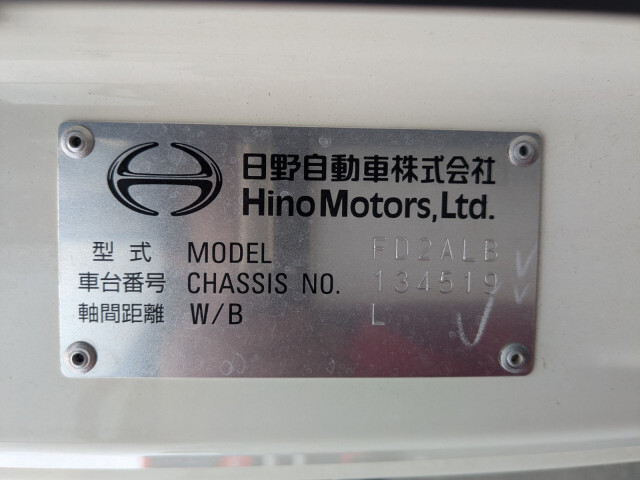 日野自動車株式会社
Hino Motors, Ltd.
型式 MODEL FD2ALB
車台番号 CHASSIS NO. 134519
軸間距離 W/B L